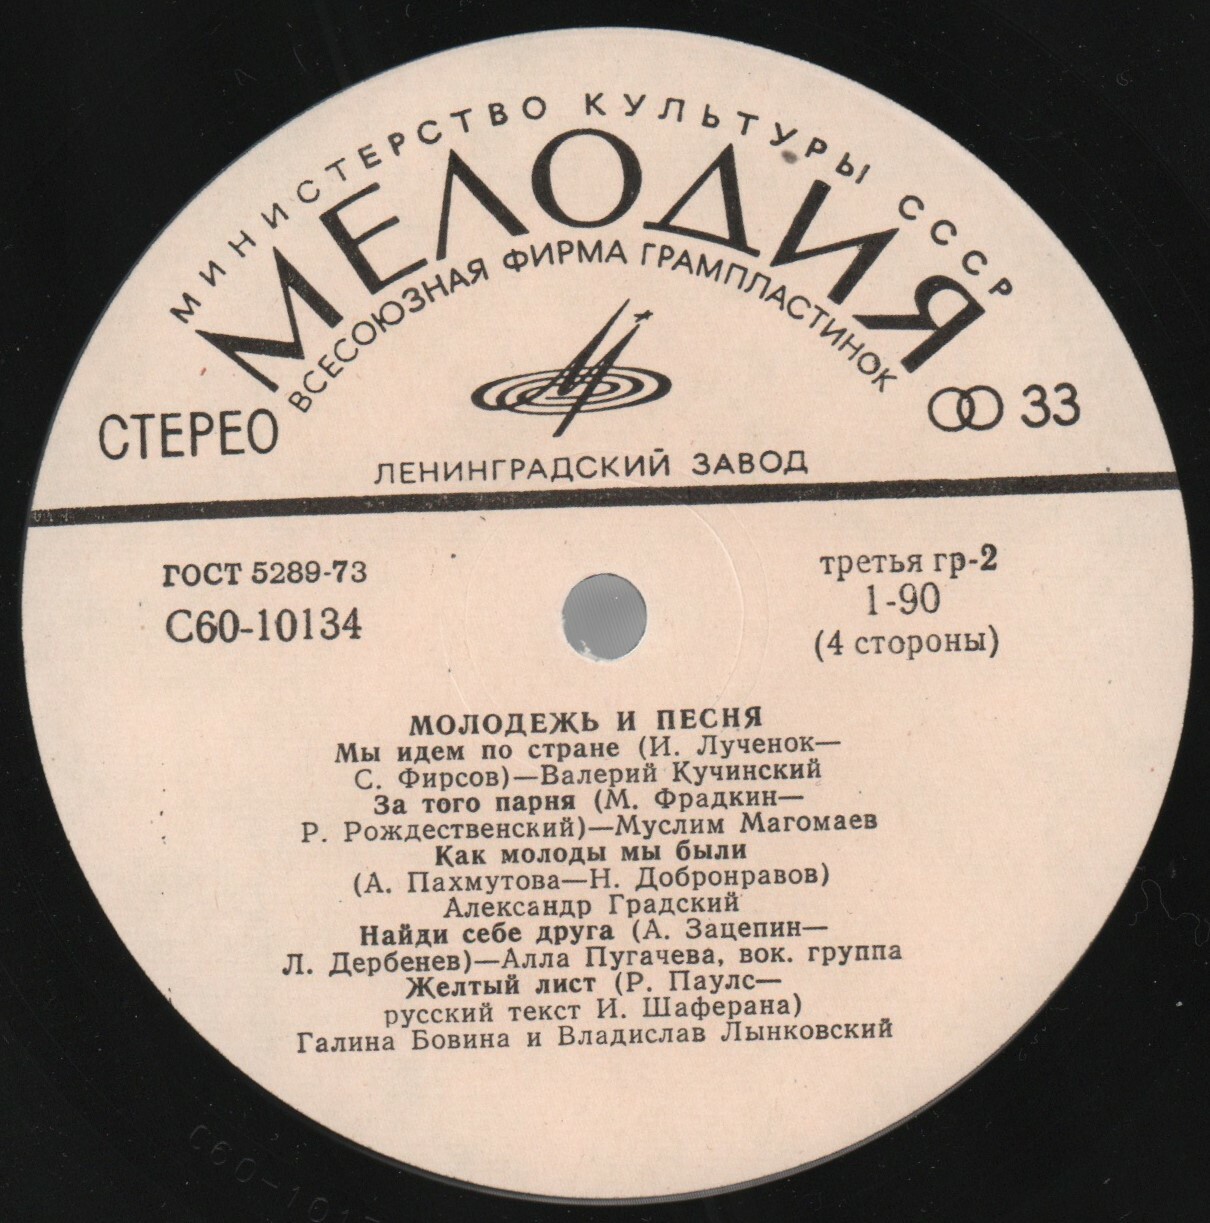 МИНИСТЕРСТВО КУЛЬТУРЫ СССР
МЕЛОДИЯ
ВСЕСОЮЗНАЯ ФИРМА ГРАМПЛАСТИНОК
СТЕРЕО
33
ЛЕНИНГРАДСКИЙ ЗАВОД
ГОСТ 5289-73
С60-10134
третья гр-2
1-90
(4 стороны)
МОЛОДЕЖЬ И ПЕСНЯ
Мы идем по стране (И. Лученок—
С. Фирсов)—Валерий Кучинский
За того парня (М. Фрадкин—
Р. Рождественский)—Муслим Магомаев
Как молоды мы были
(А. Пахмутова—Н. Добронравов)
Александр Градский
Найди себе друга (А. Зацепин—
Л. Дербенев)—Алла Пугачева, вок. группа
Желтый лист (Р. Паулс—
русский текст И. Шаферана)
Галина Бовина и Владислав Лынковский